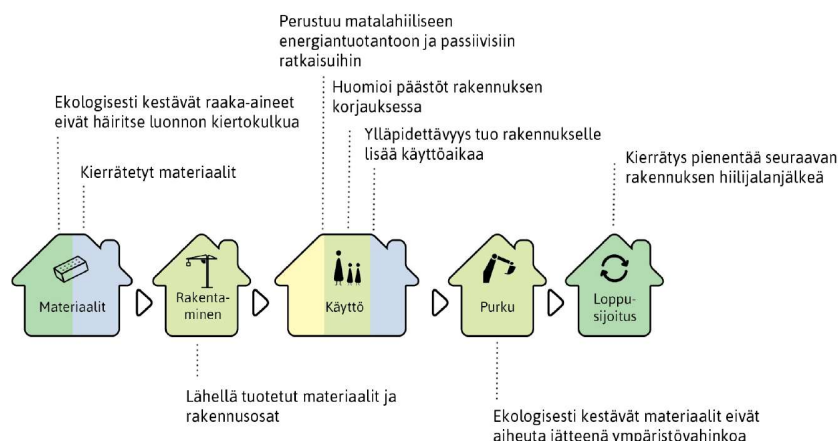 Perustuu matalahiiliseen
energiantuotantoon ja passiivisiin
ratkaisuihin
Huomioi päästöt rakennuksen
korjauksessa
Ekologisesti kestävät raaka-aineet
eivät häiritse luonnon kiertokulkua
Ylläpidettävyys tuo rakennukselle
lisää käyttöaikaa
Kierrätetyt materiaalit
Kierrätys pienentää seuraavan
rakennuksen hiilijalanjälkeä
Materiaalit
Rakenta-
minen
Käyttö
Purku
Loppu-
sijoitus
Lähellä tuotetut materiaalit ja
rakennusosat
Ekologisesti kestävät materiaalit eivät
aiheuta jätteenä ympäristövahinkoa